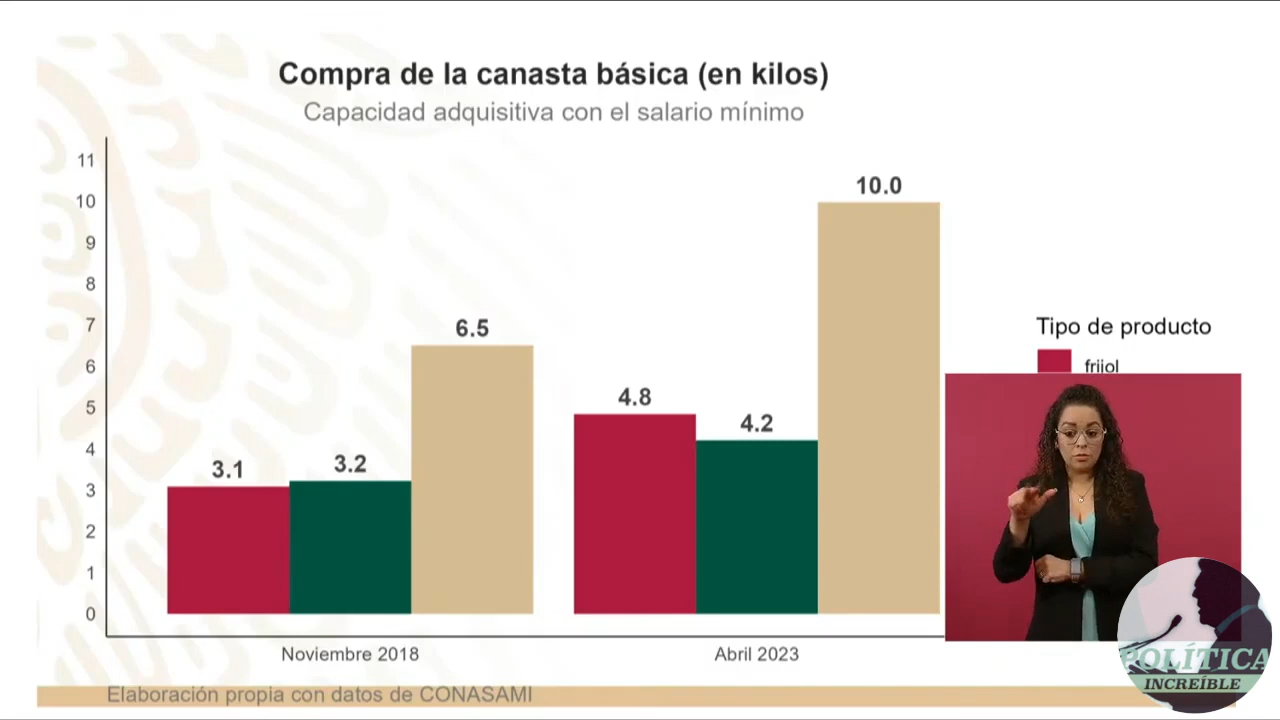 Compra de la canasta básica (en kilos)
Capacidad adquisitiva con el salario mínimo
11
10
9
8
7
6
5
4
3
2
1
0
3.1
3.2
6.5
4.8
4.2
10.0
Noviembre 2018
Abril 2023
Tipo de producto
frijol
Elaboración propia con datos de CONASAMI
POLÍTICA
INCREÍBLE